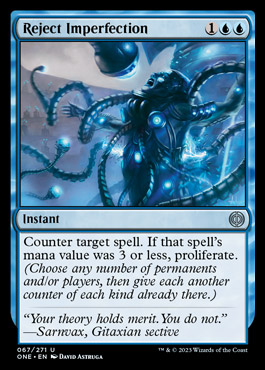 Reject Imperfection 1
Instant
Counter target spell. If that spell's
mana value was 3 or less, proliferate.
(Choose any number of permanents
and/or players, then give each another
counter of each kind already there.)
"Your theory holds merit. You do not."
—Sarnvax, Gitaxian sective
067/271 U
ONE • EN DAVID ASTRUGA
™ & © 2023 Wizards of the Coast